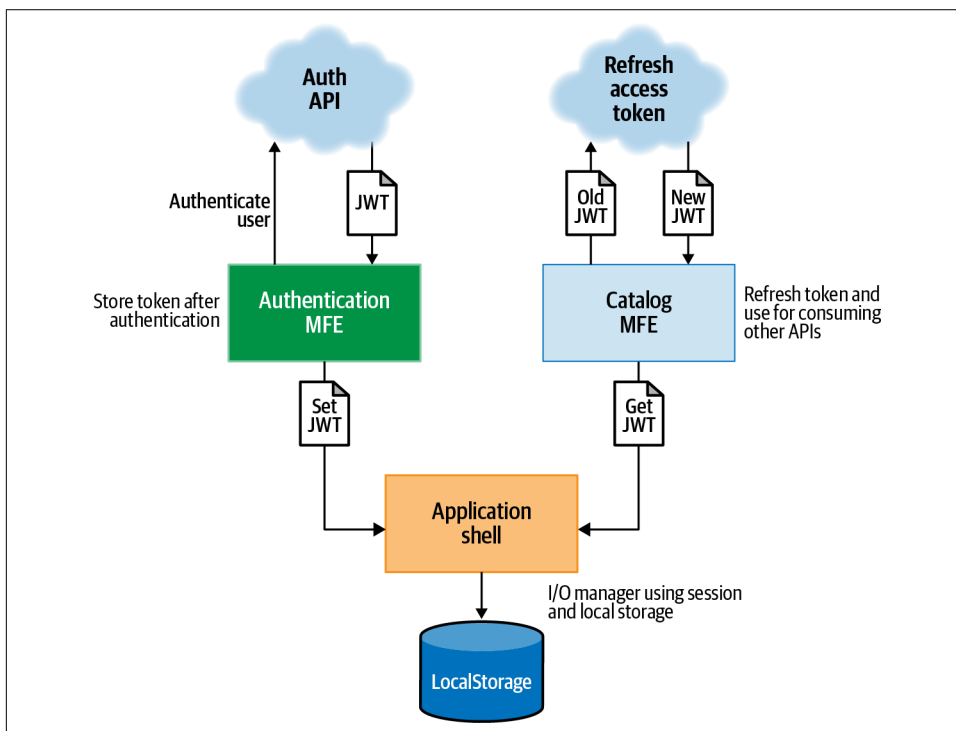 Auth
API
Refresh
access
token
Authenticate
user
JWT
Old
JWT
New
JWT
Store token after
authentication
Authentication
MFE
Catalog
MFE
Refresh token and
use for consuming
other APIs
Set
JWT
Get
JWT
Application
shell
I/O manager using session
and local storage
LocalStorage